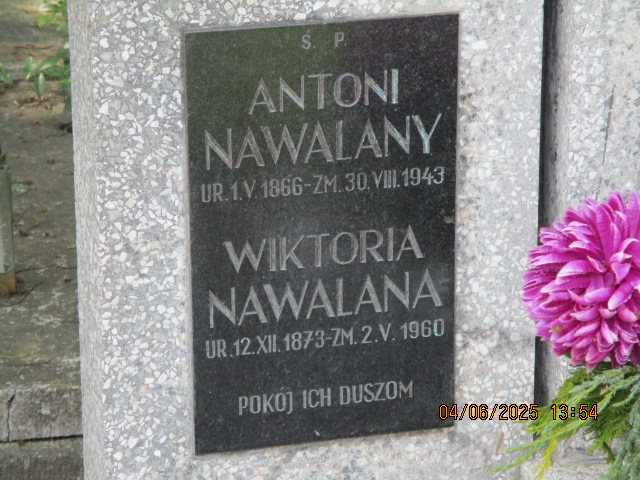 Ś. P.
ANTONI
NAWALANY
UR. 1. V. 1866-ZM. 30. VIII. 1943
WIKTORIA
NAWALANA
UR. 12. XII. 1873-ZM. 2. V. 1960
POKÓJ ICH DUSZOM
04/06/2025 13:54